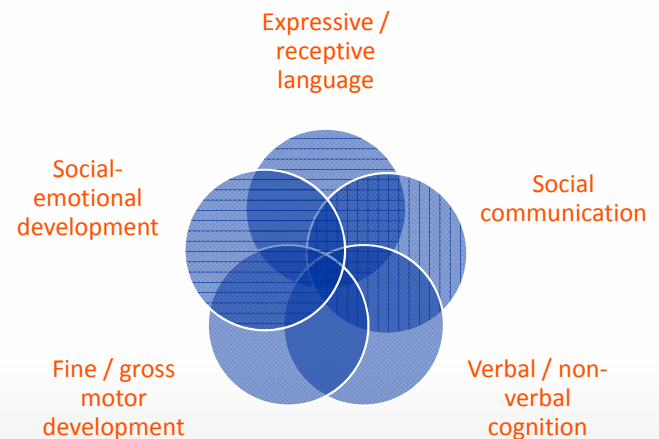 Expressive /
receptive
language
Social-
emotional
development
Social
communication
Fine / gross
motor
development
Verbal / non-
verbal
cognition